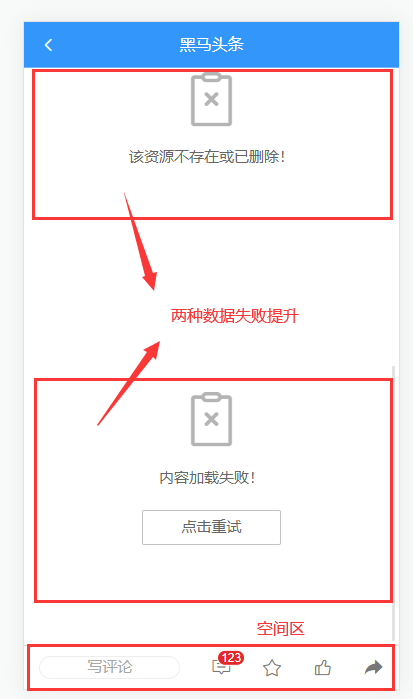 黑马头条
该资源不存在或已删除！
两种数据失败提升
内容加载失败！
点击重试
空间区
写评论
123